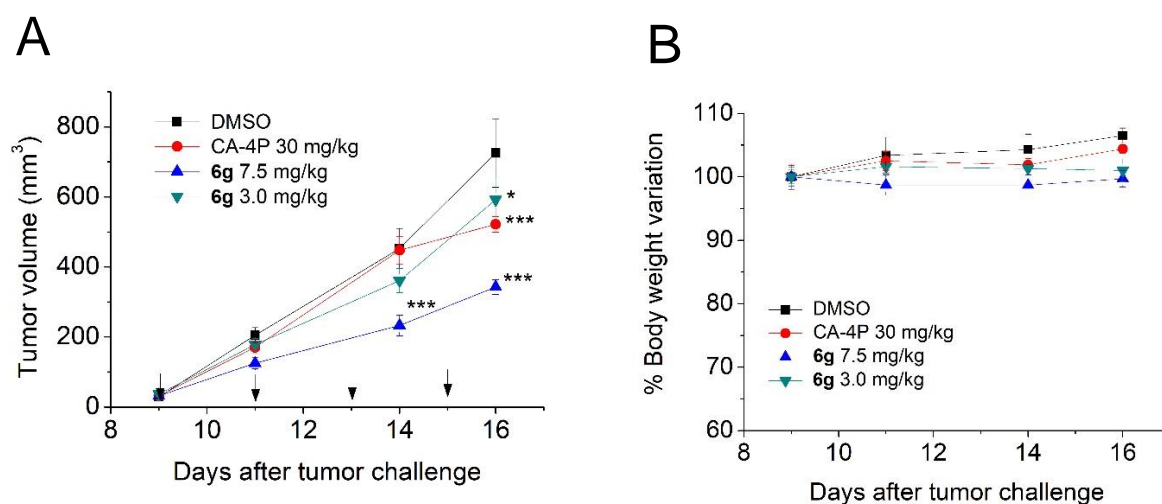 A
Tumor volume (mm³)
800
600
400
200
0
DMSO
CA-4P 30 mg/kg
6g 7.5 mg/kg
6g 3.0 mg/kg
*
***
***
***
8 10 12 14 16
Days after tumor challenge
B
% Body weight variation
110
100
90
80
70
60
DMSO
CA-4P 30 mg/kg
6g 7.5 mg/kg
6g 3.0 mg/kg
8 10 12 14 16
Days after tumor challenge